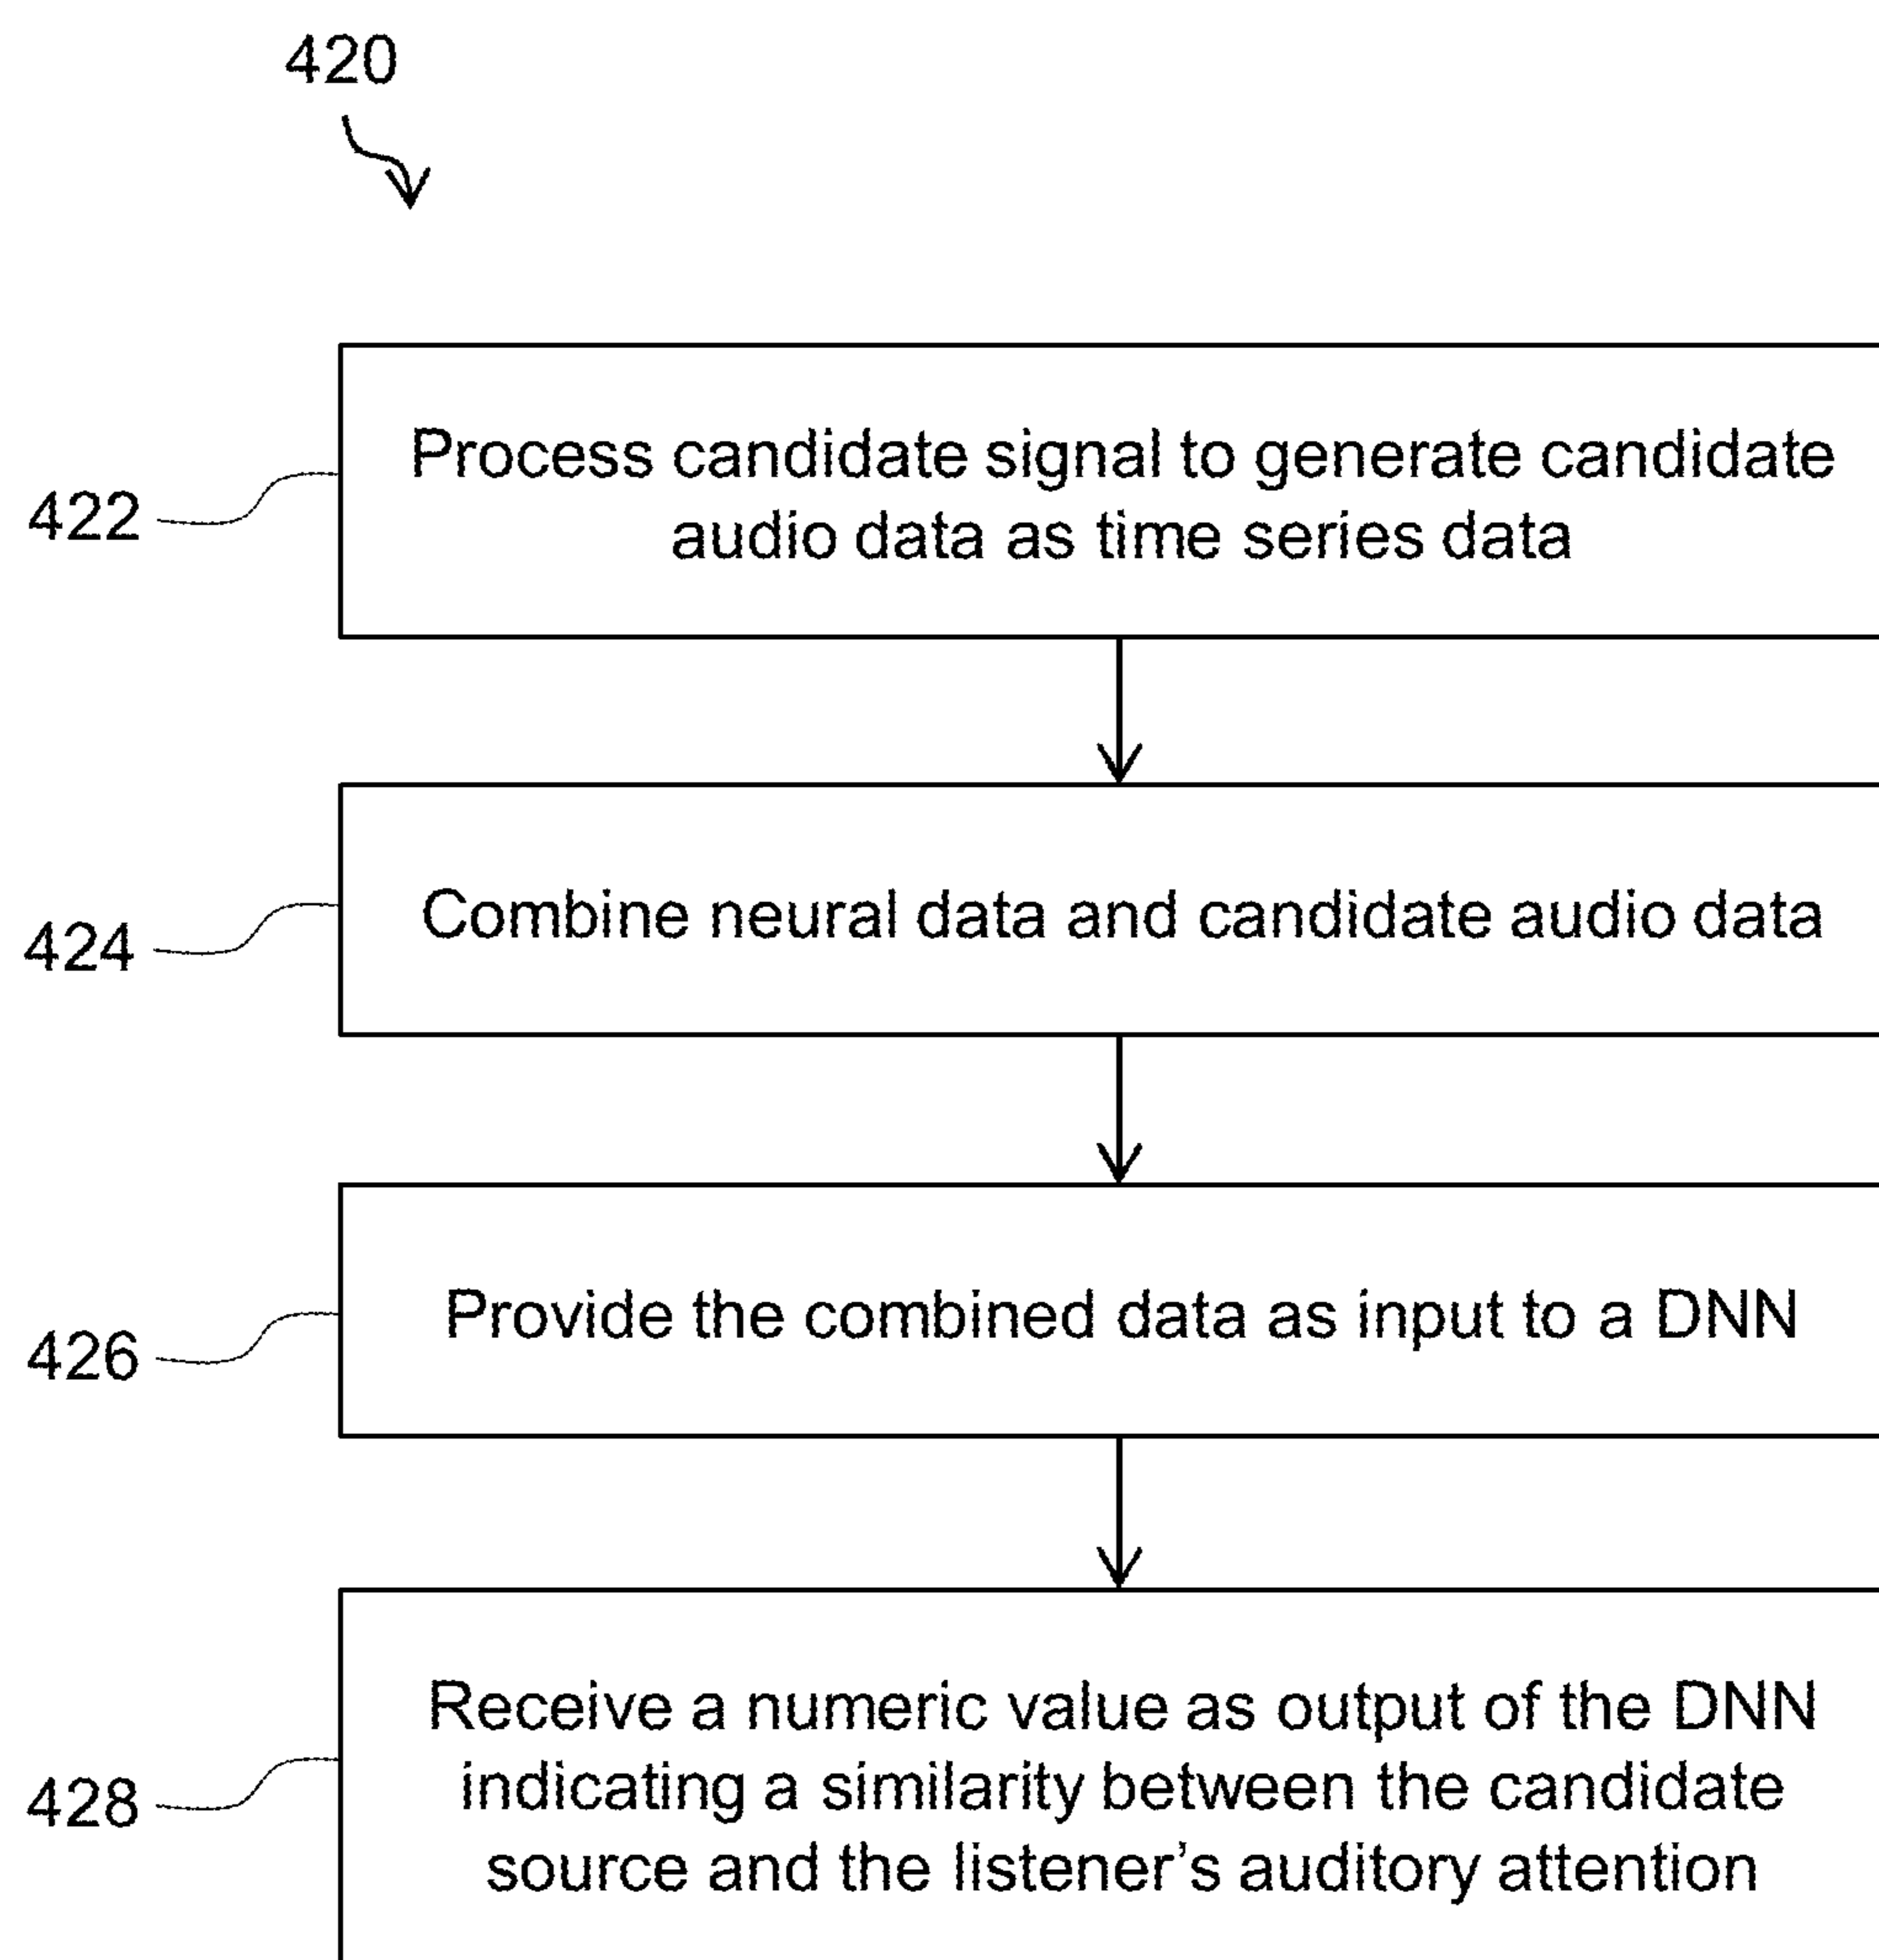 420
422
Process candidate signal to generate candidate
audio data as time series data
424
Combine neural data and candidate audio data
426
Provide the combined data as input to a DNN
428
Receive a numeric value as output of the DNN
indicating a similarity between the candidate
source and the listener's auditory attention